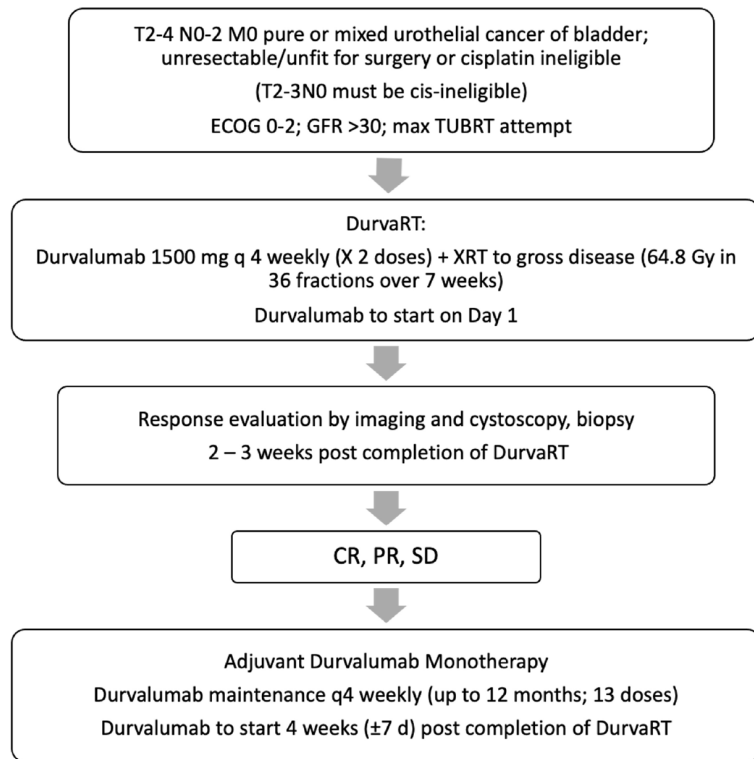 T2-4 N0-2 M0 pure or mixed urothelial cancer of bladder;
unresectable/unfit for surgery or cisplatin ineligible
(T2-3N0 must be cis-ineligible)
ECOG 0-2; GFR >30; max TUBRT attempt
DurvaRT:
Durvalumab 1500 mg q 4 weekly (X 2 doses) + XRT to gross disease (64.8 Gy in
36 fractions over 7 weeks)
Durvalumab to start on Day 1
Response evaluation by imaging and cystoscopy, biopsy
2 – 3 weeks post completion of DurvaRT
CR, PR, SD
Adjuvant Durvalumab Monotherapy
Durvalumab maintenance q4 weekly (up to 12 months; 13 doses)
Durvalumab to start 4 weeks (±7 d) post completion of DurvaRT